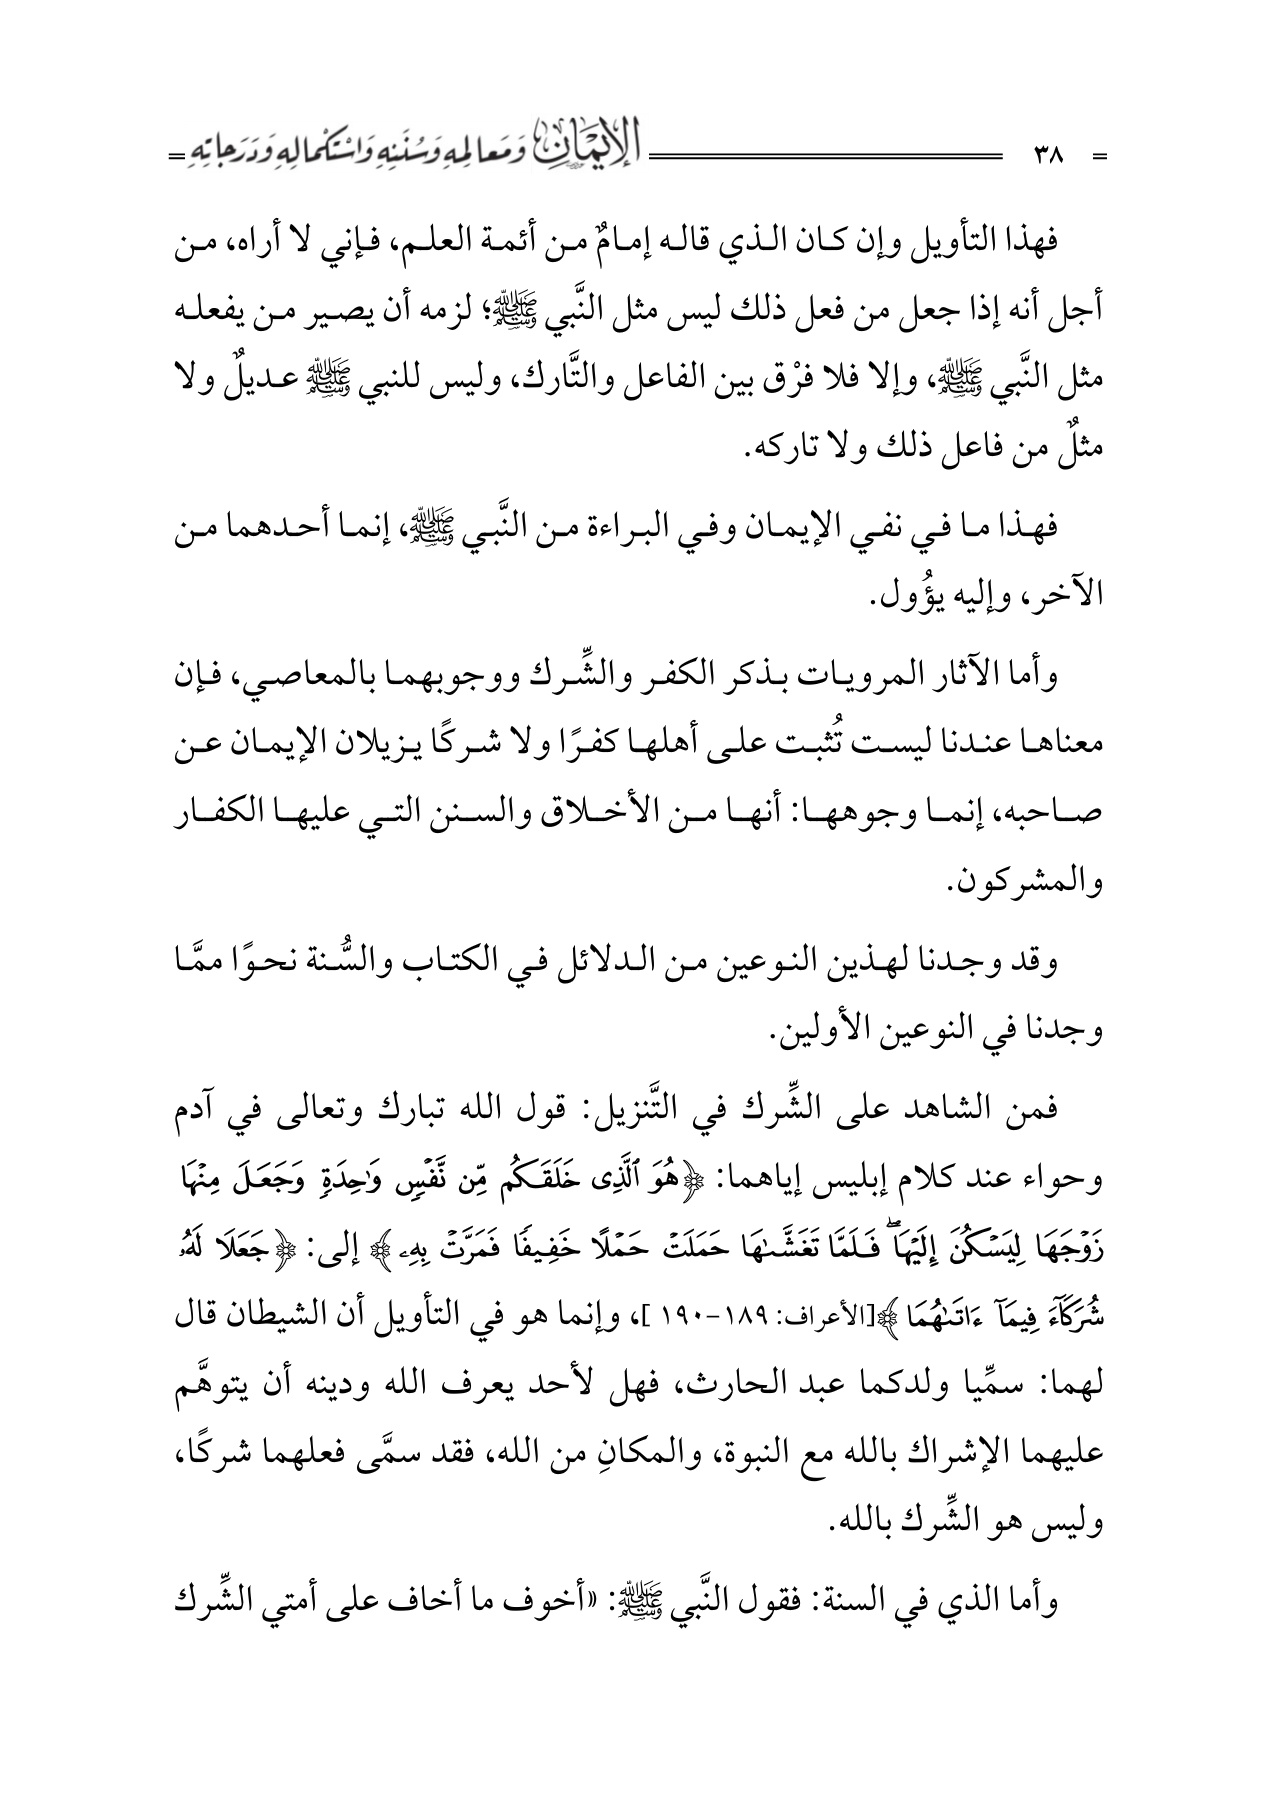 ٣٨ الإيمان وَمَعالمِهِ وَسُنَنِهِ وَاسْتكْمالِهِ وَدَرَجاتِهِ
فهذا التأويل وإن كان الذي قاله إمامٌ من أئمة العلم، فإني لا أراه، من
أجل أنه إذا جعل من فعل ذلك ليس مثل النَّبي ﷺ؛ لزمه أن يصير من يفعله
مثل النَّبي ﷺ، وإلا فلا فرْق بين الفاعل والتَّارك، وليس للنبي ﷺ عديلٌ ولا
مثلٌ من فاعل ذلك ولا تاركه.
فهذا ما في نفي الإيمان وفي البراءة من النَّبي ﷺ، إنما أحدهما من
الآخر، وإليه يؤُول.
وأما الآثار المرويات بذكر الكفر والشِّرك ووجوبهما بالمعاصي، فإن
معناها عندنا ليست تُثبت على أهلها كفرًا ولا شركًا يزيلان الإيمان عن
صاحبه، إنما وجوهها: أنها من الأخلاق والسنن التي عليها الكفار
والمشركون.
وقد وجدنا لهذين النوعين من الدلائل في الكتاب والسُّنة نحوًا ممَّا
وجدنا في النوعين الأولين.
فمن الشاهد على الشِّرك في التَّنزيل: قول الله تبارك وتعالى في آدم
وحواء عند كلام إبليس إياهما: ﴿هُوَ ٱلَّذِى خَلَقَكُم مِّن نَّفْسٍ وَٰحِدَةٍ وَجَعَلَ مِنْهَا
زَوْجَهَا لِيَسْكُنَ إِلَيْهَاۖ فَلَمَّا تَغَشَّىٰهَا حَمَلَتْ حَمْلًا خَفِيفًا فَمَرَّتْ بِهِۦ﴾ إلى: ﴿جَعَلَا لَهُۥ
شُرَكَآءَ فِيمَآ ءَاتَىٰهُمَا﴾[الأعراف: ١٨٩-١٩٠ ]، وإنما هو في التأويل أن الشيطان قال
لهما: سمِّيا ولدكما عبد الحارث، فهل لأحد يعرف الله ودينه أن يتوهَّم
عليهما الإشراك بالله مع النبوة، والمكانِ من الله، فقد سمَّى فعلهما شركًا،
وليس هو الشِّرك بالله.
وأما الذي في السنة: فقول النَّبي ﷺ: «أخوف ما أخاف على أمتي الشِّرك